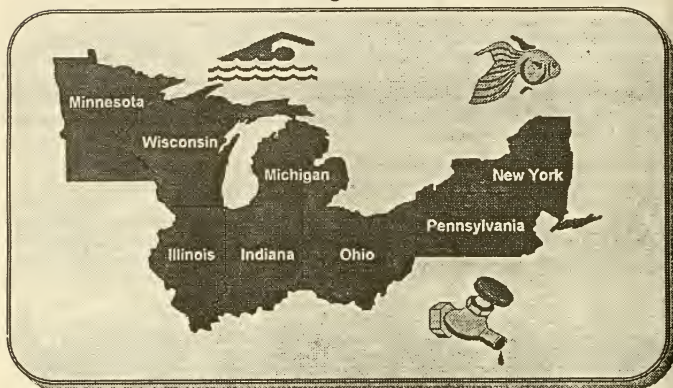 Minnesota
Wisconsin
Michigan
New York
Pennsylvania
Illinois Indiana Ohio